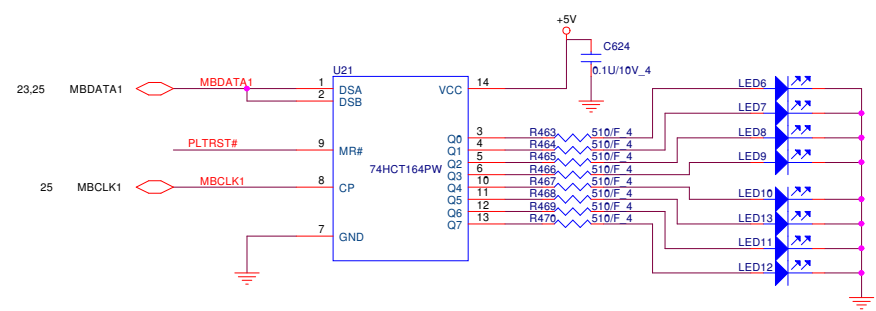 +5V
C624
0.1U/10V_4
U21
23,25 MBDATA1 MBDATA1 1 DSA VCC 14
2 DSB
LED6
LED7
PLTRST# 9 MR#
Q0 3 R463 510/F_4 LED8
Q1 4 R464 510/F_4
74HCT164PW Q2 5 R465 510/F_4 LED9
Q3 6 R466 510/F_4
25 MBCLK1 MBCLK1 8 CP Q4 10 R467 510/F_4 LED10
Q5 11 R468 510/F_4
Q6 12 R469 510/F_4 LED13
Q7 13 R470 510/F_4
7 GND
LED11
LED12